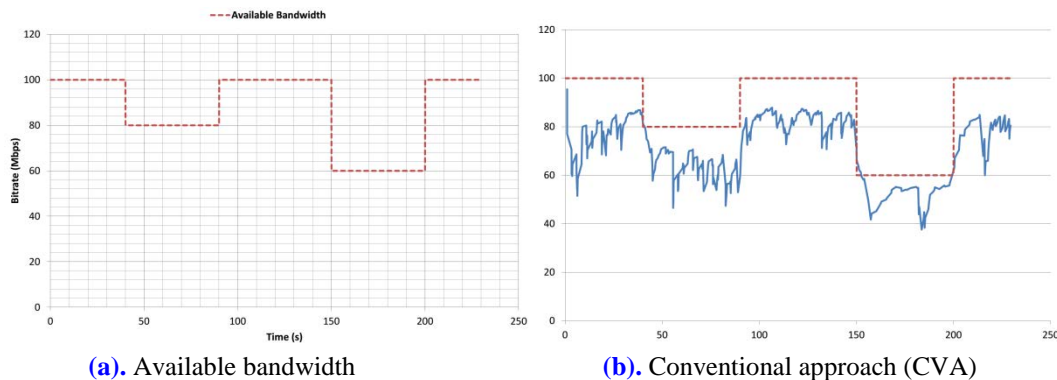 Available Bandwidth
120
100
80
60
40
20
0
Bitrate (Mbps)
0 50 100 150 200 250
Time (s)
120
100
80
60
40
20
0
0 50 100 150 200 250
(a). Available bandwidth
(b). Conventional approach (CVA)